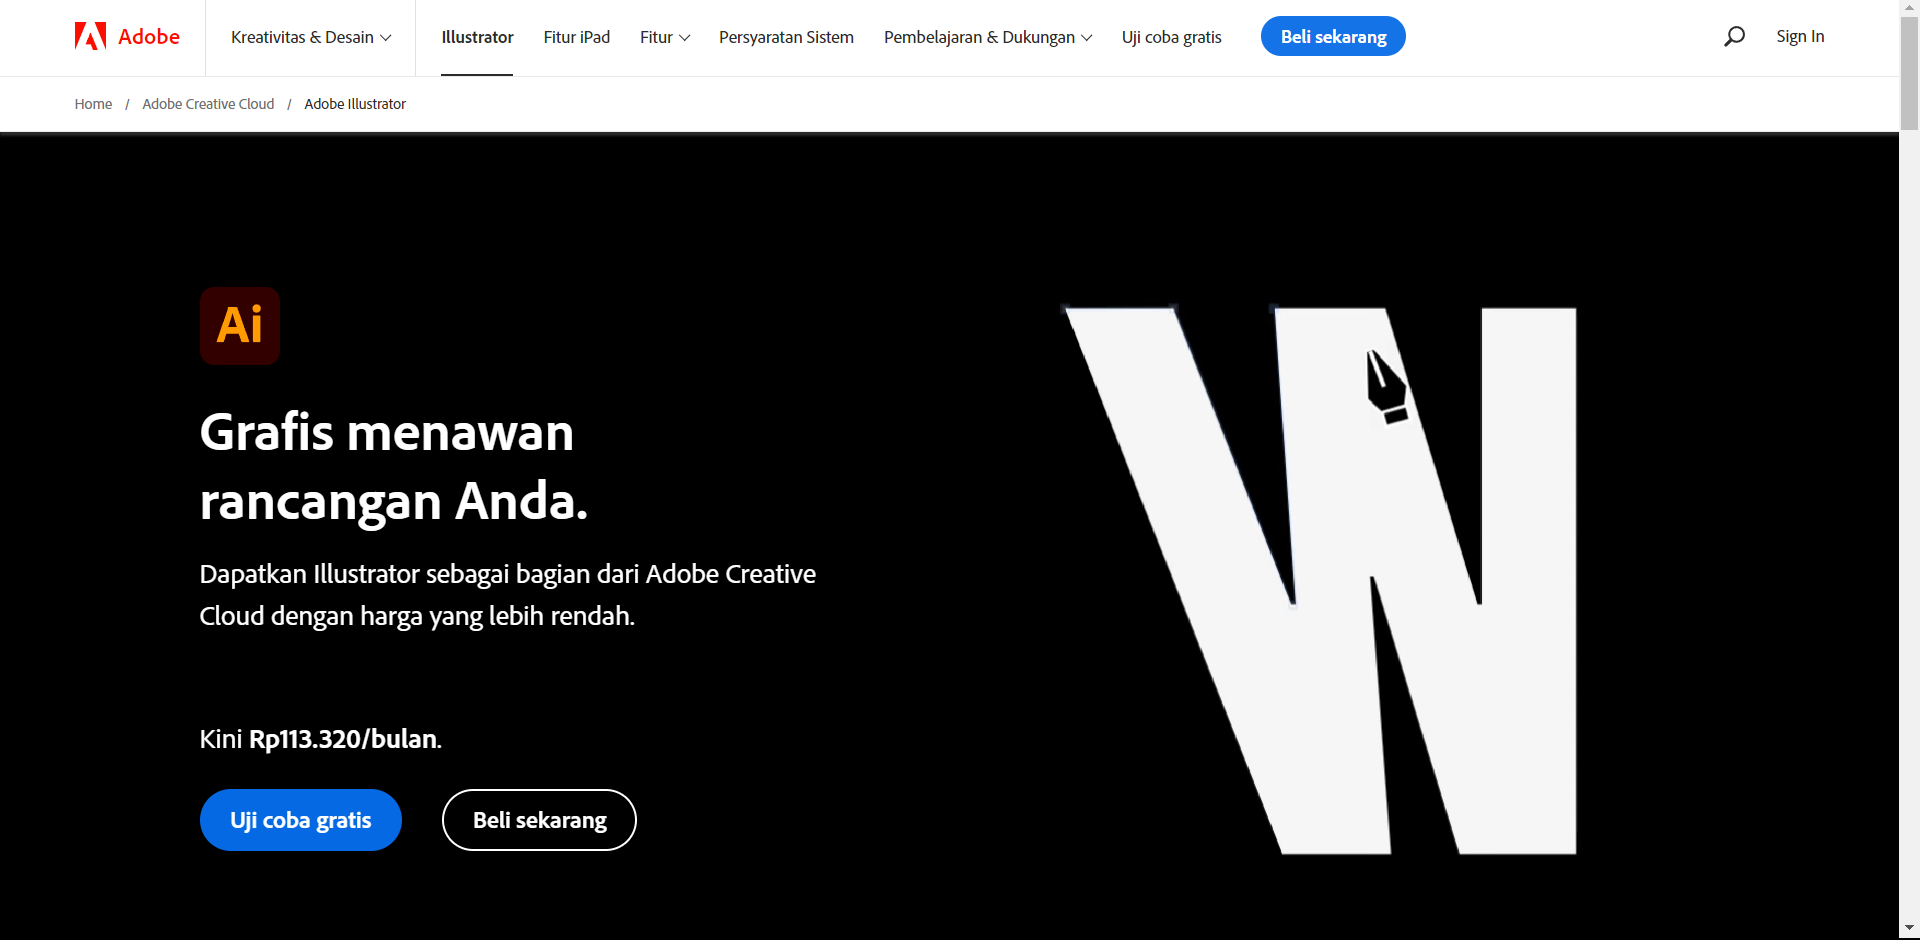 Adobe
Kreativitas & Desain
Illustrator
Fitur iPad
Fitur
Persyaratan Sistem
Pembelajaran & Dukungan
Uji coba gratis
Beli sekarang
Sign In
Home / Adobe Creative Cloud / Adobe Illustrator
Ai
Grafis menawan
rancangan Anda.
Dapatkan Illustrator sebagai bagian dari Adobe Creative
Cloud dengan harga yang lebih rendah.
Kini Rp113.320/bulan.
Uji coba gratis
Beli sekarang
W